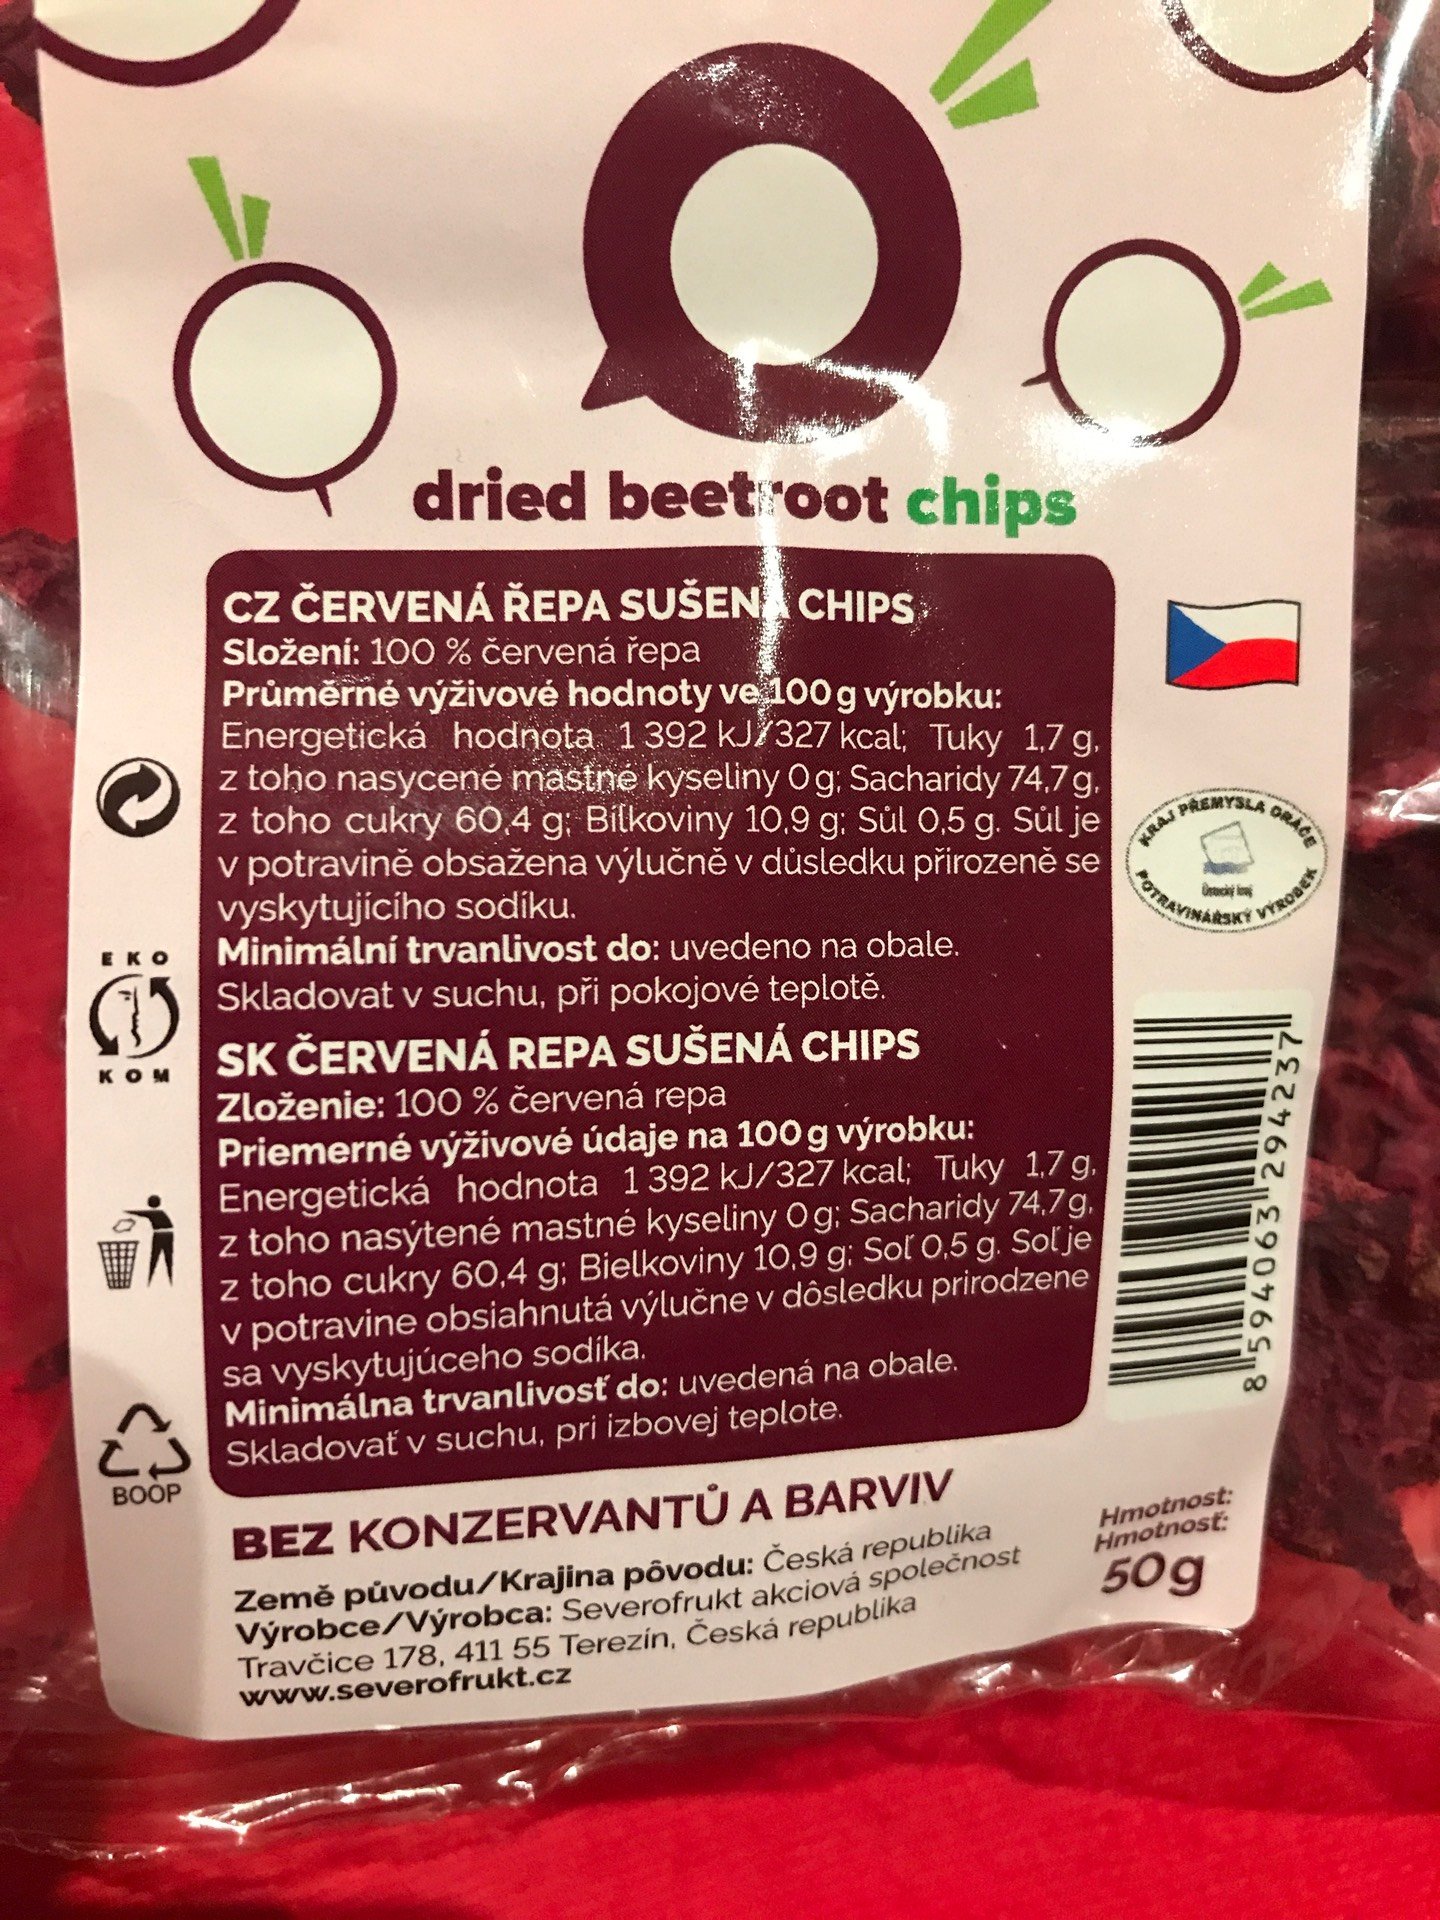 dried beetroot chips
CZ ČERVENÁ ŘEPA SUŠENÁ CHIPS
Složení: 100 % červená řepa
Průměrné výživové hodnoty ve 100 g výrobku:
Energetická hodnota 1 392 kJ/327 kcal; Tuky 1,7 g,
z toho nasycené mastné kyseliny 0 g; Sacharidy 74,7 g,
z toho cukry 60,4 g; Bílkoviny 10,9 g; Sůl 0,5 g. Sůl je
v potravině obsažena výlučně v důsledku přirozeně se
vyskytujícího sodíku.
Minimální trvanlivost do: uvedeno na obale.
Skladovat v suchu, při pokojové teplotě.
SK ČERVENÁ REPA SUŠENÁ CHIPS
Zloženie: 100 % červená repa
Priemerné výživové údaje na 100 g výrobku:
Energetická hodnota 1 392 kJ/327 kcal; Tuky 1,7 g,
z toho nasýtené mastné kyseliny 0 g; Sacharidy 74,7 g,
z toho cukry 60,4 g; Bielkoviny 10,9 g; Soľ 0,5 g. Soľ je
v potravine obsiahnutá výlučne v dôsledku prirodzene
sa vyskytujúceho sodíka.
Minimálna trvanlivosť do: uvedená na obale.
Skladovať v suchu, pri izbovej teplote.
EKO
KOM
BOOP
KRAJ PŘEMYSLA ORÁČE
Ústecký kraj
POTRAVINÁŘSKÝ VÝROBEK
8 594063 294237
BEZ KONZERVANTŮ A BARVIV
Země původu/Krajina pôvodu: Česká republika
Výrobce/Výrobca: Severofrukt akciová společnost
Travčice 178, 411 55 Terezín, Česká republika
www.severofrukt.cz
Hmotnost:
Hmotnosť:
50g